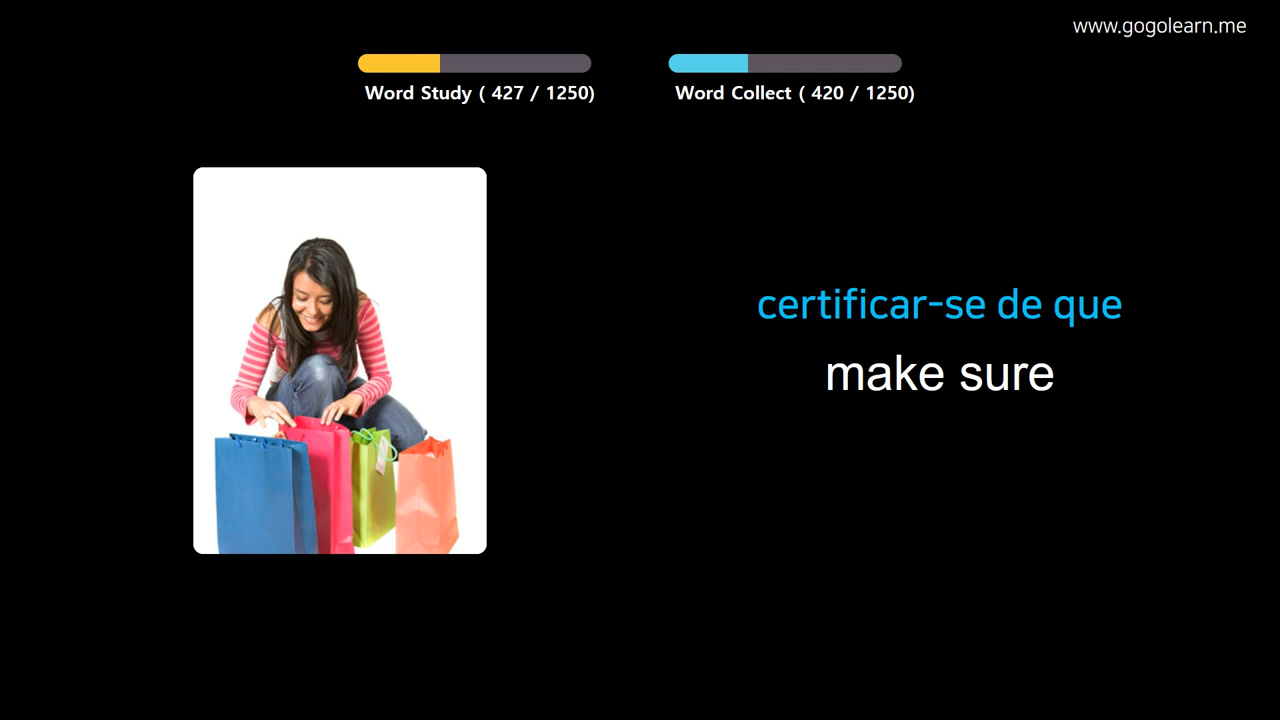 www.gogolearn.me
Word Study ( 427 / 1250)
Word Collect ( 420 / 1250)
certificar-se de que
make sure